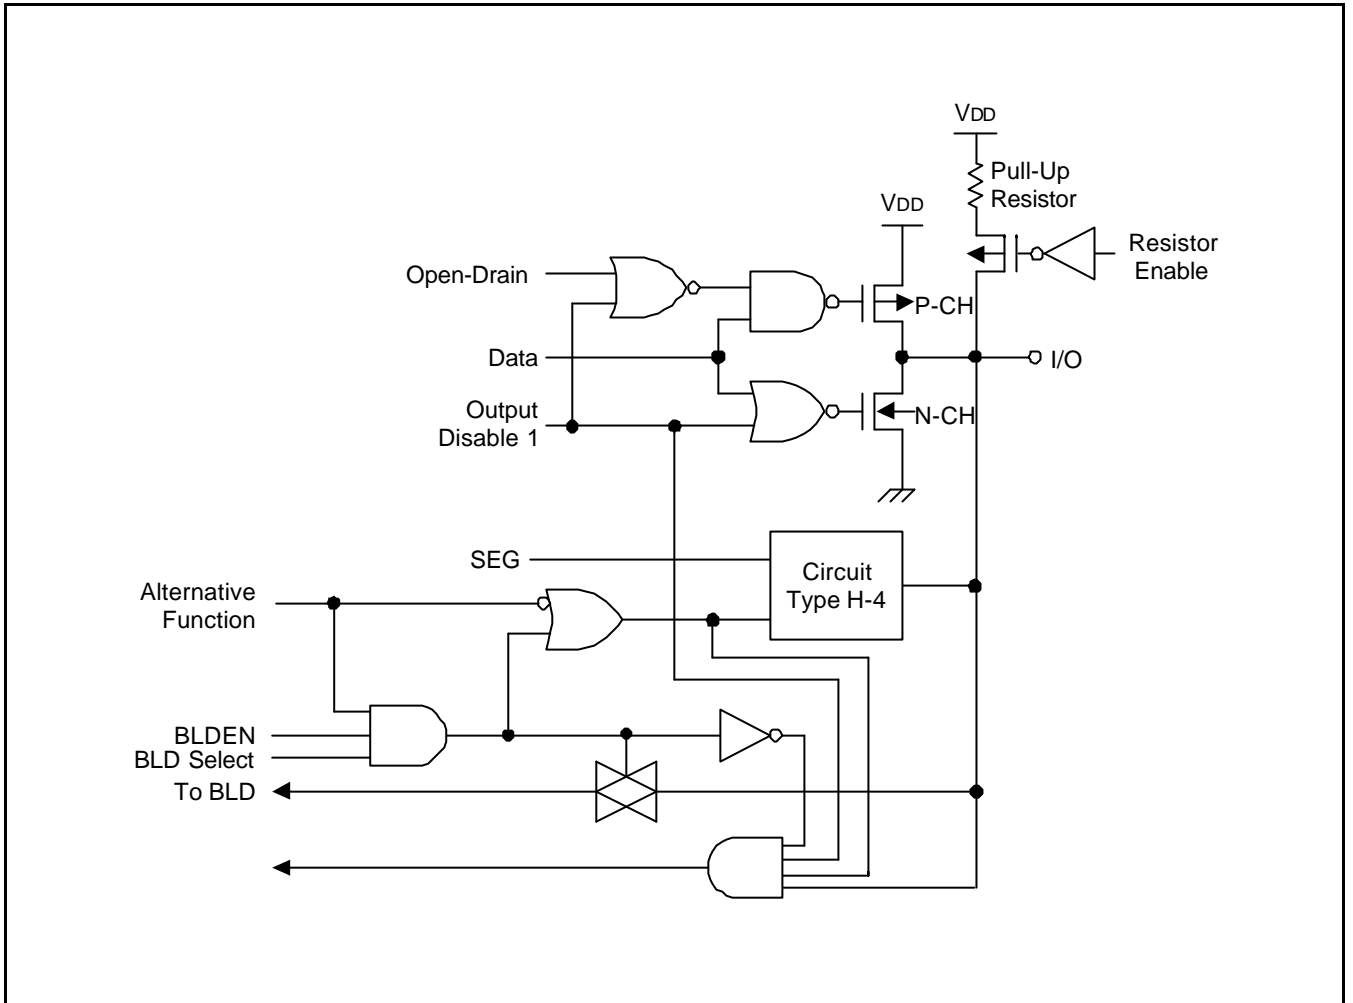 VDD
Pull-Up
Resistor
VDD
Resistor
Enable
Open-Drain
P-CH
Data
I/O
Output
Disable 1
N-CH
SEG
Circuit
Type H-4
Alternative
Function
BLDEN
BLD Select
To BLD